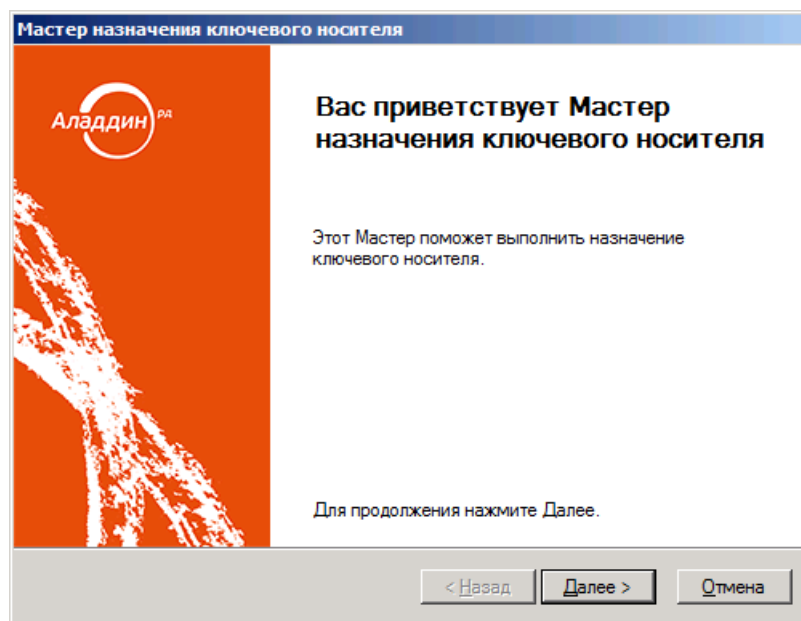 Мастер назначения ключевого носителя
Аладдин РД
Вас приветствует Мастер
назначения ключевого носителя
Этот Мастер поможет выполнить назначение
ключевого носителя.
Для продолжения нажмите Далее.
< Назад Далее > Отмена